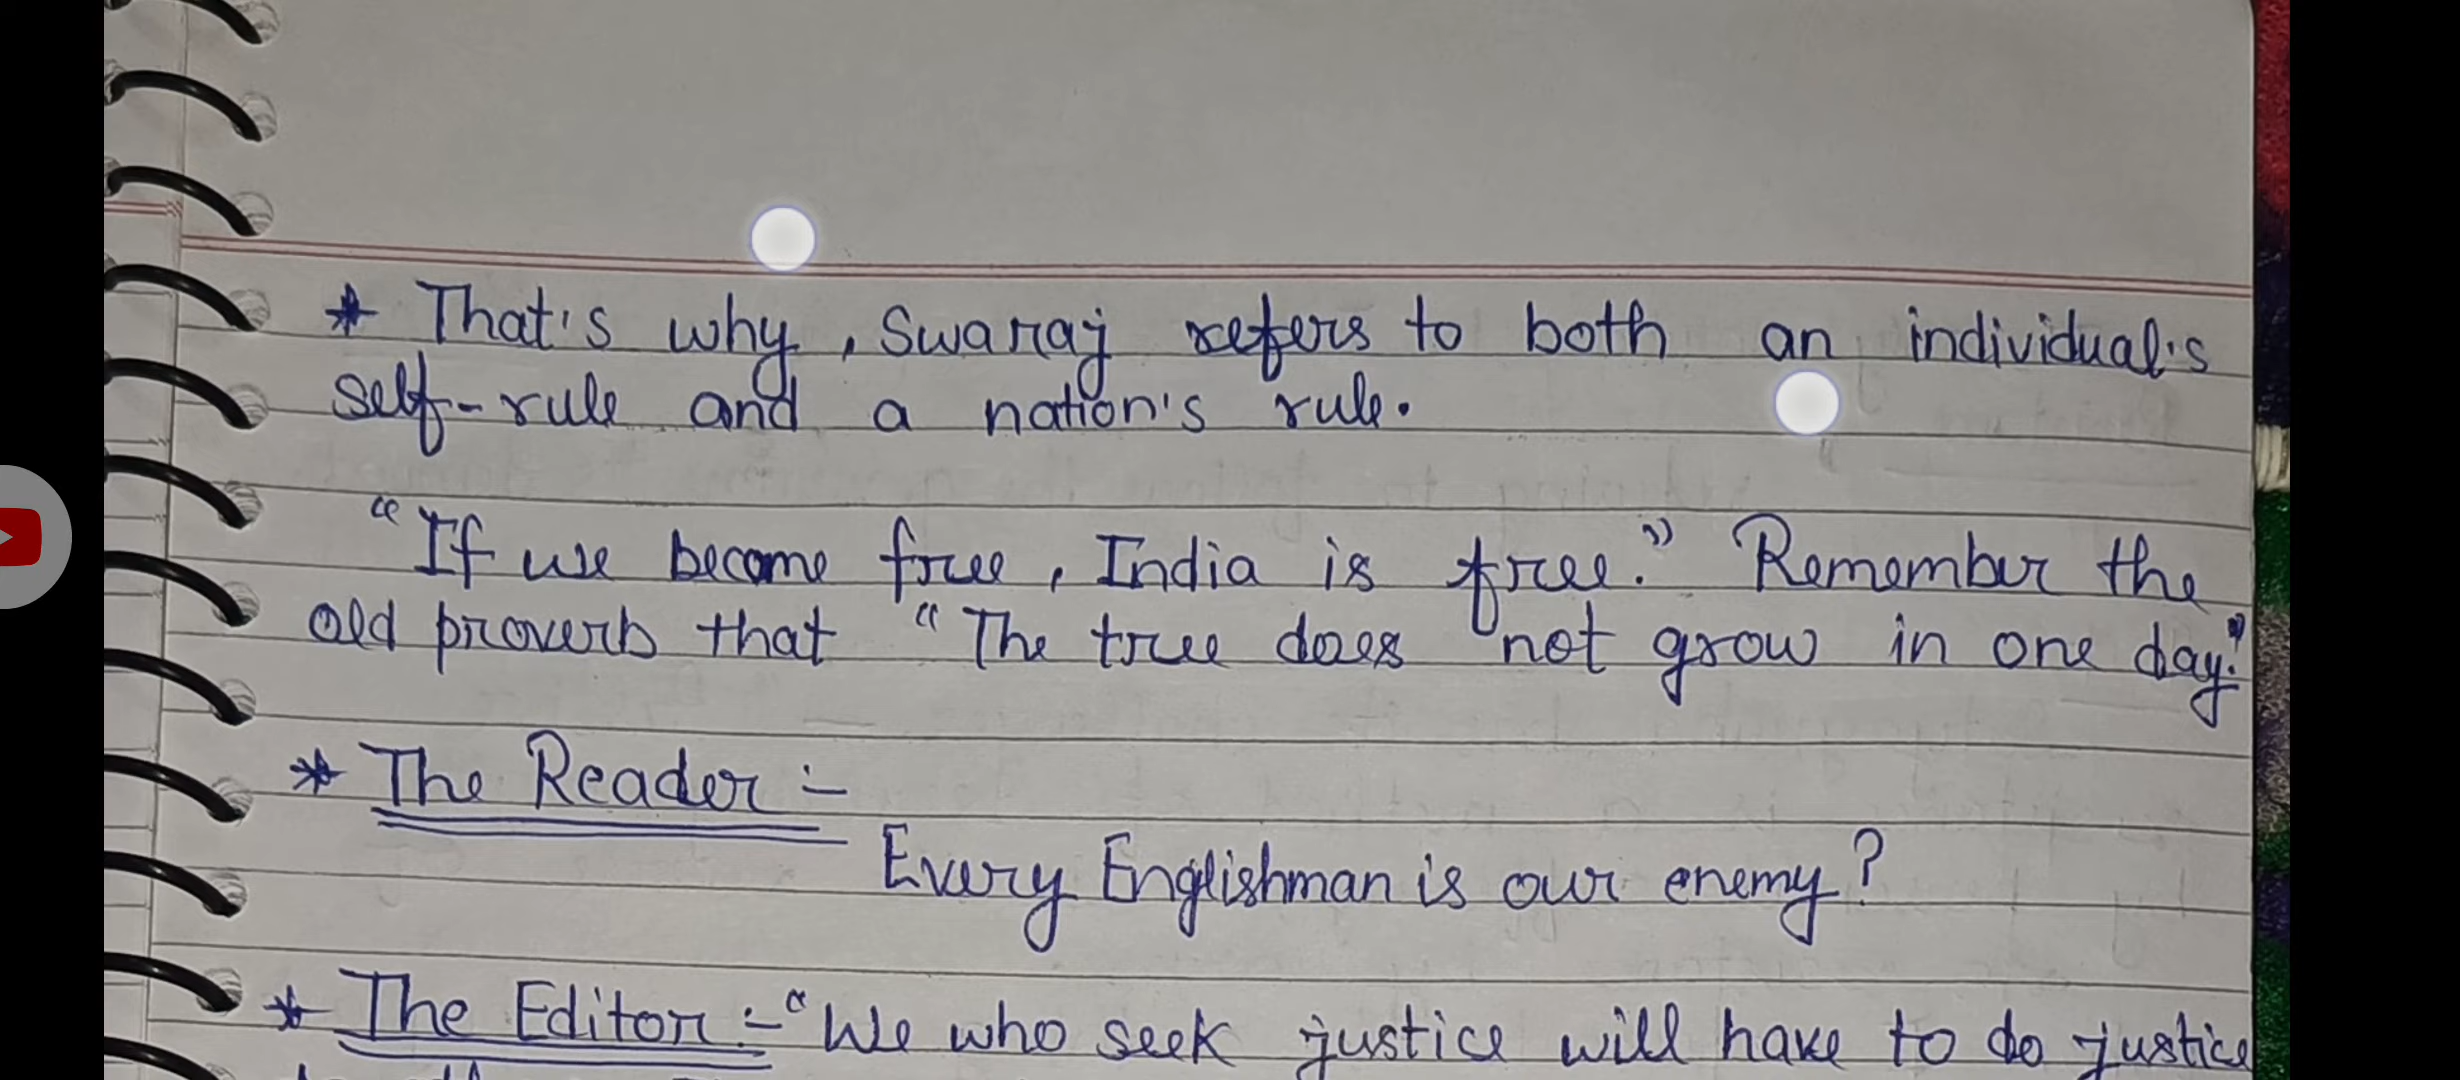 * That's why, Swaraj refers to both an individual's
self-rule and a nation's rule.
"If we become free, India is free." Remember the
old proverb that "The tree does not grow in one day."
* The Reader :-
Every Englishman is our enemy?
* The Editor :- "We who seek justice will have to do justice